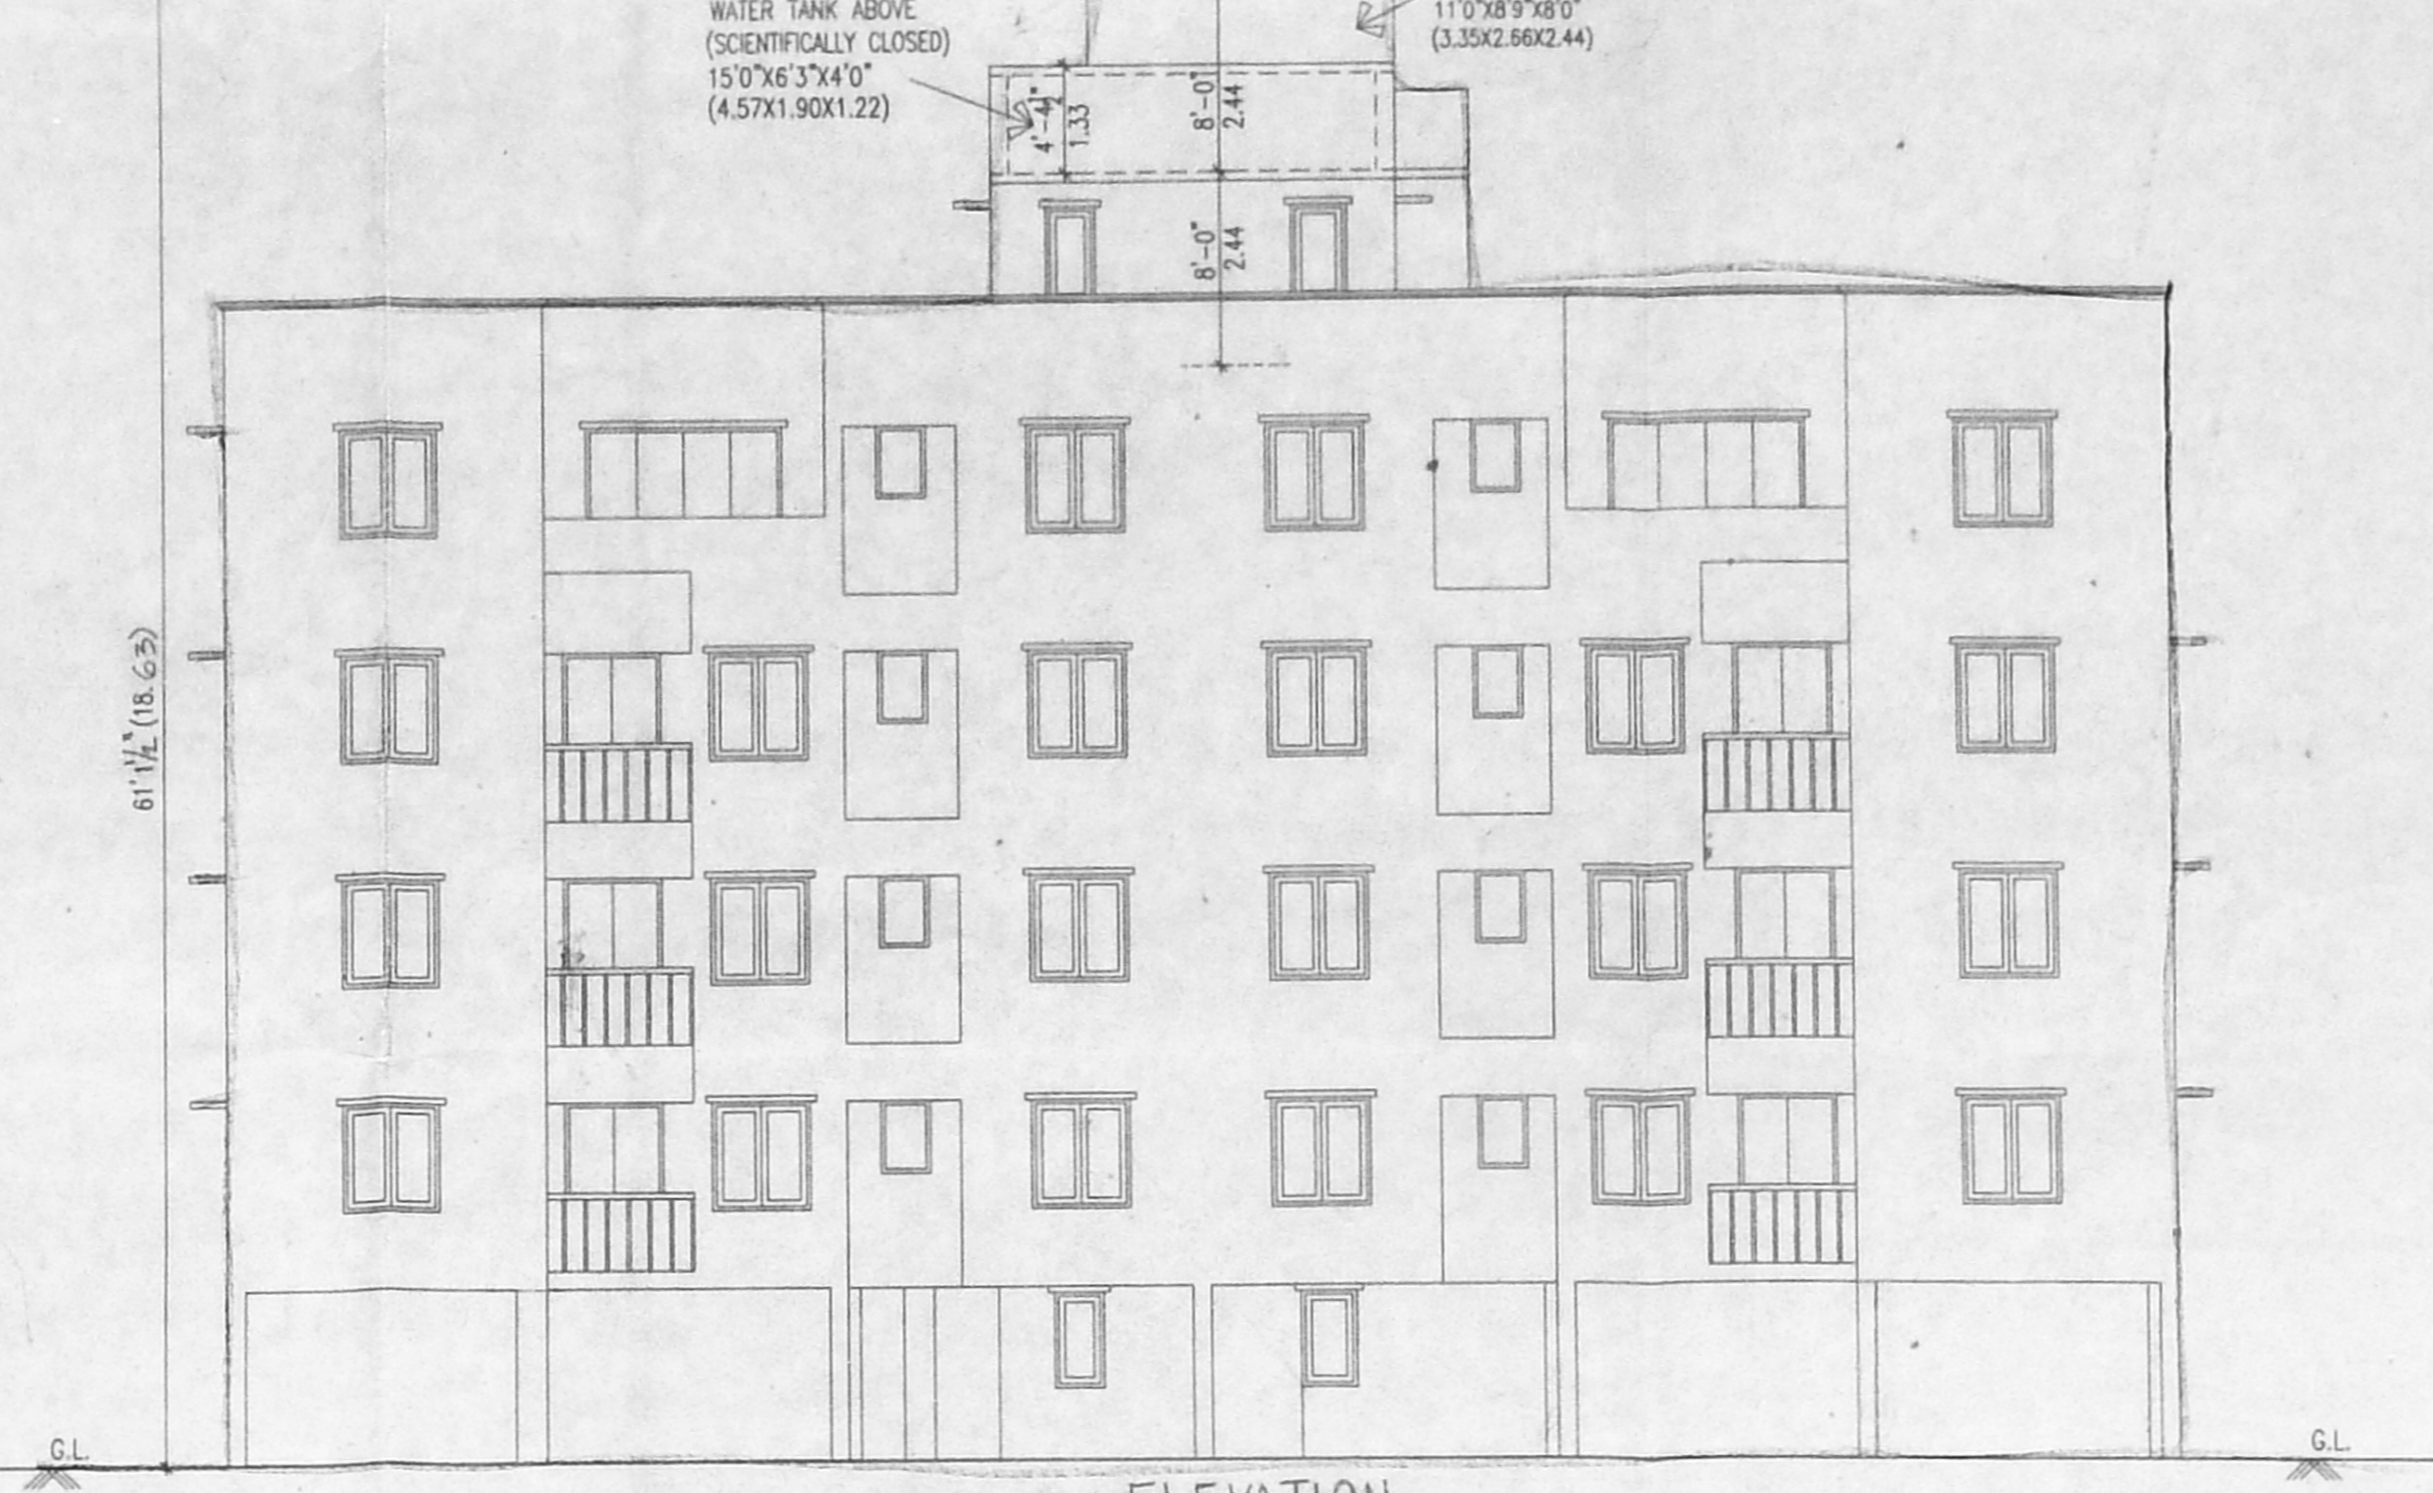 WATER TANK ABOVE
(SCIENTIFICALLY CLOSED)
15'0"X6'3"X4'0"
(4.57X1.90X1.22)
11'0"X8'9"X8'0"
(3.35X2.66X2.44)
4'-4½"
1.33
8'-0"
2.44
8'-0"
2.44
61'1½"(18.63)
G.L.
G.L.
ELEVATION